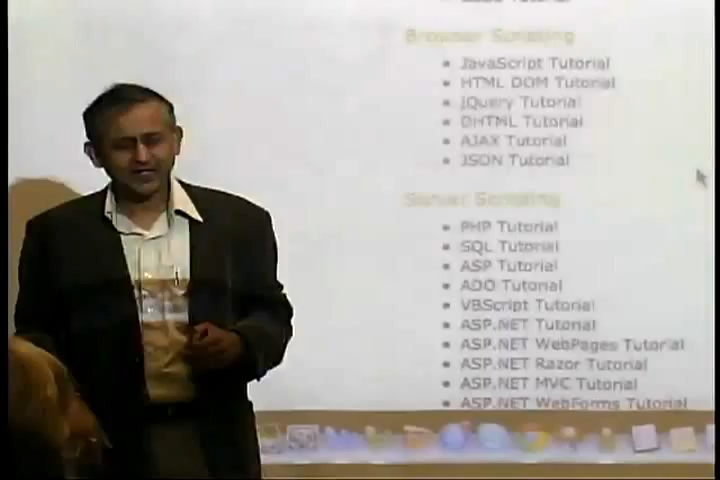 Browser Scripting
JavaScript Tutorial
HTML DOM Tutorial
jQuery Tutorial
DHTML Tutorial
AJAX Tutorial
JSON Tutorial
Server Scripting
PHP Tutorial
SQL Tutorial
ASP Tutorial
ADO Tutorial
VBScript Tutorial
ASP.NET Tutorial
ASP.NET WebPages Tutorial
ASP.NET Razor Tutorial
ASP.NET MVC Tutorial
ASP.NET WebForms Tutorial